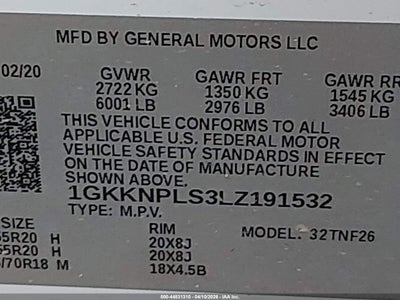 MFD BY GENERAL MOTORS LLC
02/20 GVWR GAWR FRT GAWR RR
2722 KG 1350 KG 1545 KG
6001 LB 2976 LB 3406 LB
THIS VEHICLE CONFORMS TO ALL
APPLICABLE U.S. FEDERAL MOTOR
VEHICLE SAFETY STANDARDS IN
EFFECT ON THE DATE OF MANUFACTURE
SHOWN ABOVE.
1GKKNPLS3LZ191532
TYPE: M.P.V. MODEL: 32TNF26
SIZE RIM
55R20 H 20X8J
55R20 H 20X8J
/70R18 M 18X4.5B
000-44831310 - 04/10/2026 - ©IAA, LLC.